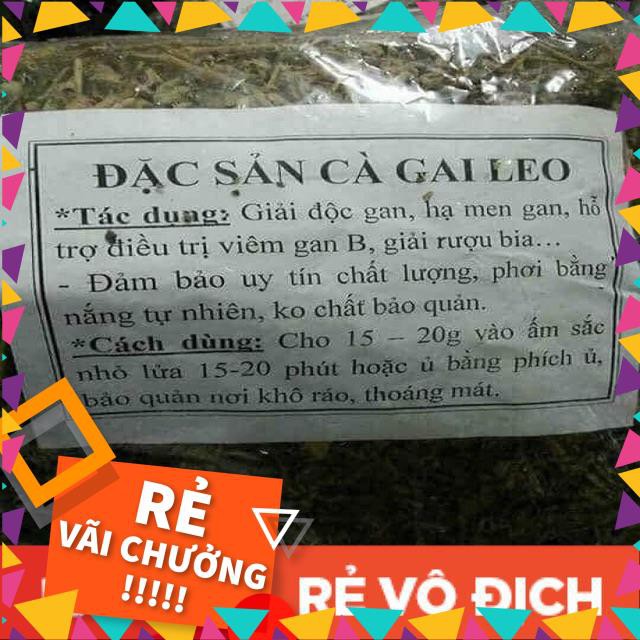 ĐẶC SẢN CÀ GAI LEO
*Tác dụng: Giải độc gan, hạ men gan, hỗ
trợ điều trị viêm gan B, giải rượu bia...
- Đảm bảo uy tín chất lượng, phơi bằng
nắng tự nhiên, ko chất bảo quản.
*Cách dùng: Cho 15 – 20g vào ấm sắc
nhỏ lửa 15-20 phút hoặc ủ bằng phích ủ,
bảo quản nơi khô ráo, thoáng mát.
RẺ
VÃI CHƯỞNG
!!!!!
RẺ VÔ ĐỊCH